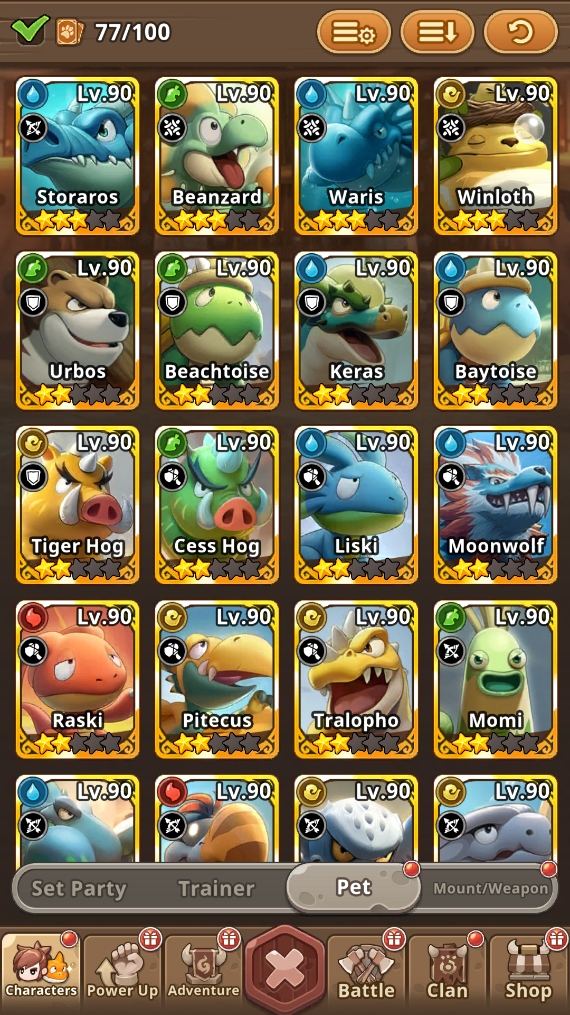 77/100
Lv.90 Lv.90 Lv.90 Lv.90
Storaros Beanzard Waris Winloth
Lv.90 Lv.90 Lv.90 Lv.90
Urbos Beachtoise Keras Baytoise
Lv.90 Lv.90 Lv.90 Lv.90
Tiger Hog Cess Hog Liski Moonwolf
Lv.90 Lv.90 Lv.90 Lv.90
Raski Pitecus Tralopho Momi
Lv.90 Lv.90 Lv.90 Lv.90
Set Party Trainer Pet Mount/Weapon
Characters Power Up Adventure Battle Clan Shop